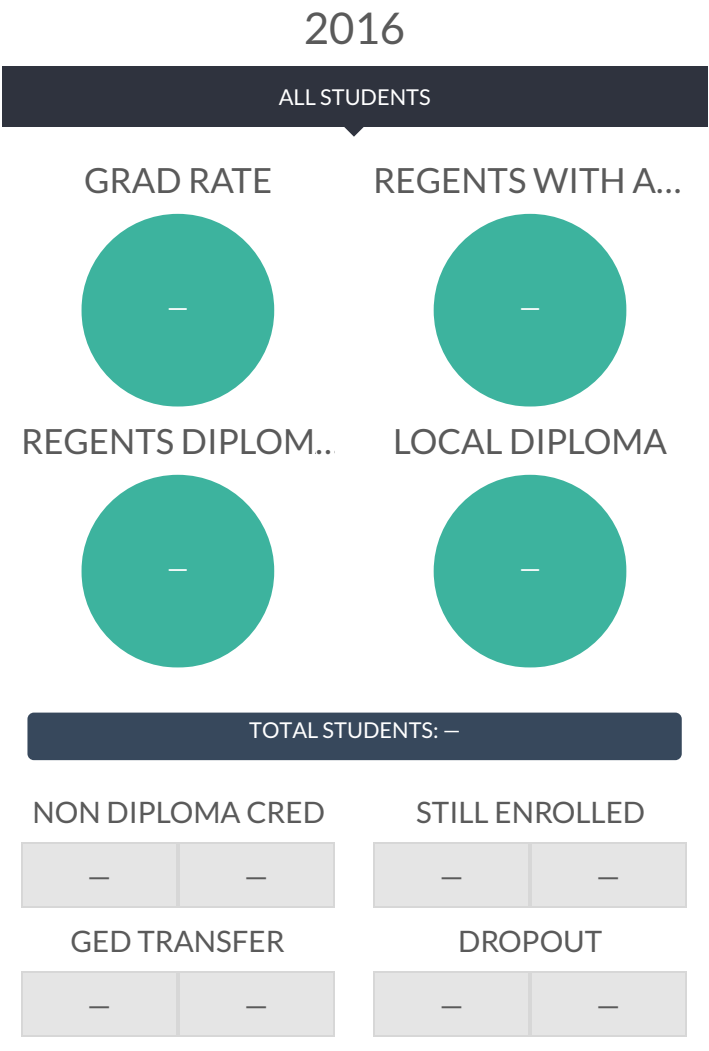 2016
ALL STUDENTS
GRAD RATE
REGENTS WITH A...
—
—
REGENTS DIPLOM...
LOCAL DIPLOMA
—
—
TOTAL STUDENTS: —
NON DIPLOMA CRED
STILL ENROLLED
— —
— —
GED TRANSFER
DROPOUT
— —
— —